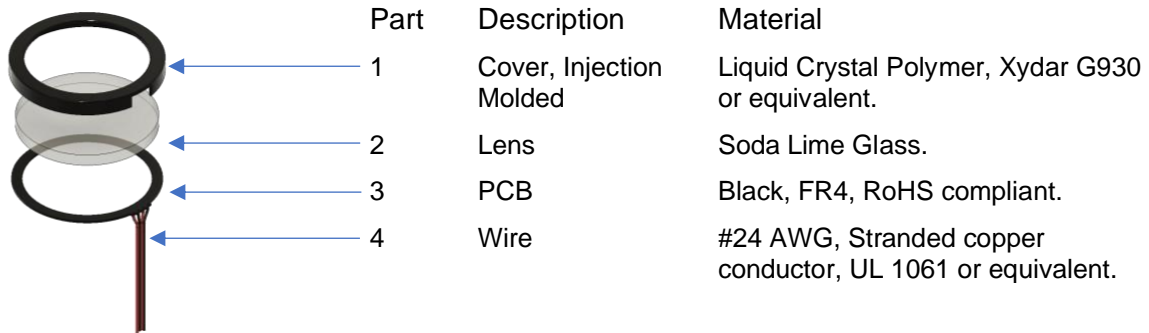 Part Description Material
1 Cover, Injection Liquid Crystal Polymer, Xydar G930
Molded or equivalent.
2 Lens Soda Lime Glass.
3 PCB Black, FR4, RoHS compliant.
4 Wire #24 AWG, Stranded copper
conductor, UL 1061 or equivalent.